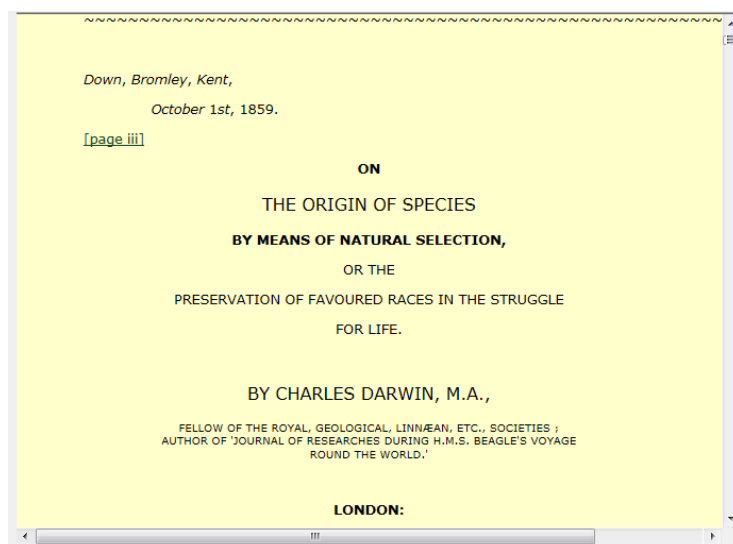 ~~~~~~~~~~~~~~~~~~~~~~~~~~~~~~~~~~~~~~~~~~~~~~~~~~~~~~~~~~
Down, Bromley, Kent,
October 1st, 1859.
[page iii]
ON
THE ORIGIN OF SPECIES
BY MEANS OF NATURAL SELECTION,
OR THE
PRESERVATION OF FAVOURED RACES IN THE STRUGGLE
FOR LIFE.
BY CHARLES DARWIN, M.A.,
FELLOW OF THE ROYAL, GEOLOGICAL, LINNÆAN, ETC., SOCIETIES ;
AUTHOR OF 'JOURNAL OF RESEARCHES DURING H.M.S. BEAGLE'S VOYAGE
ROUND THE WORLD.'
LONDON: